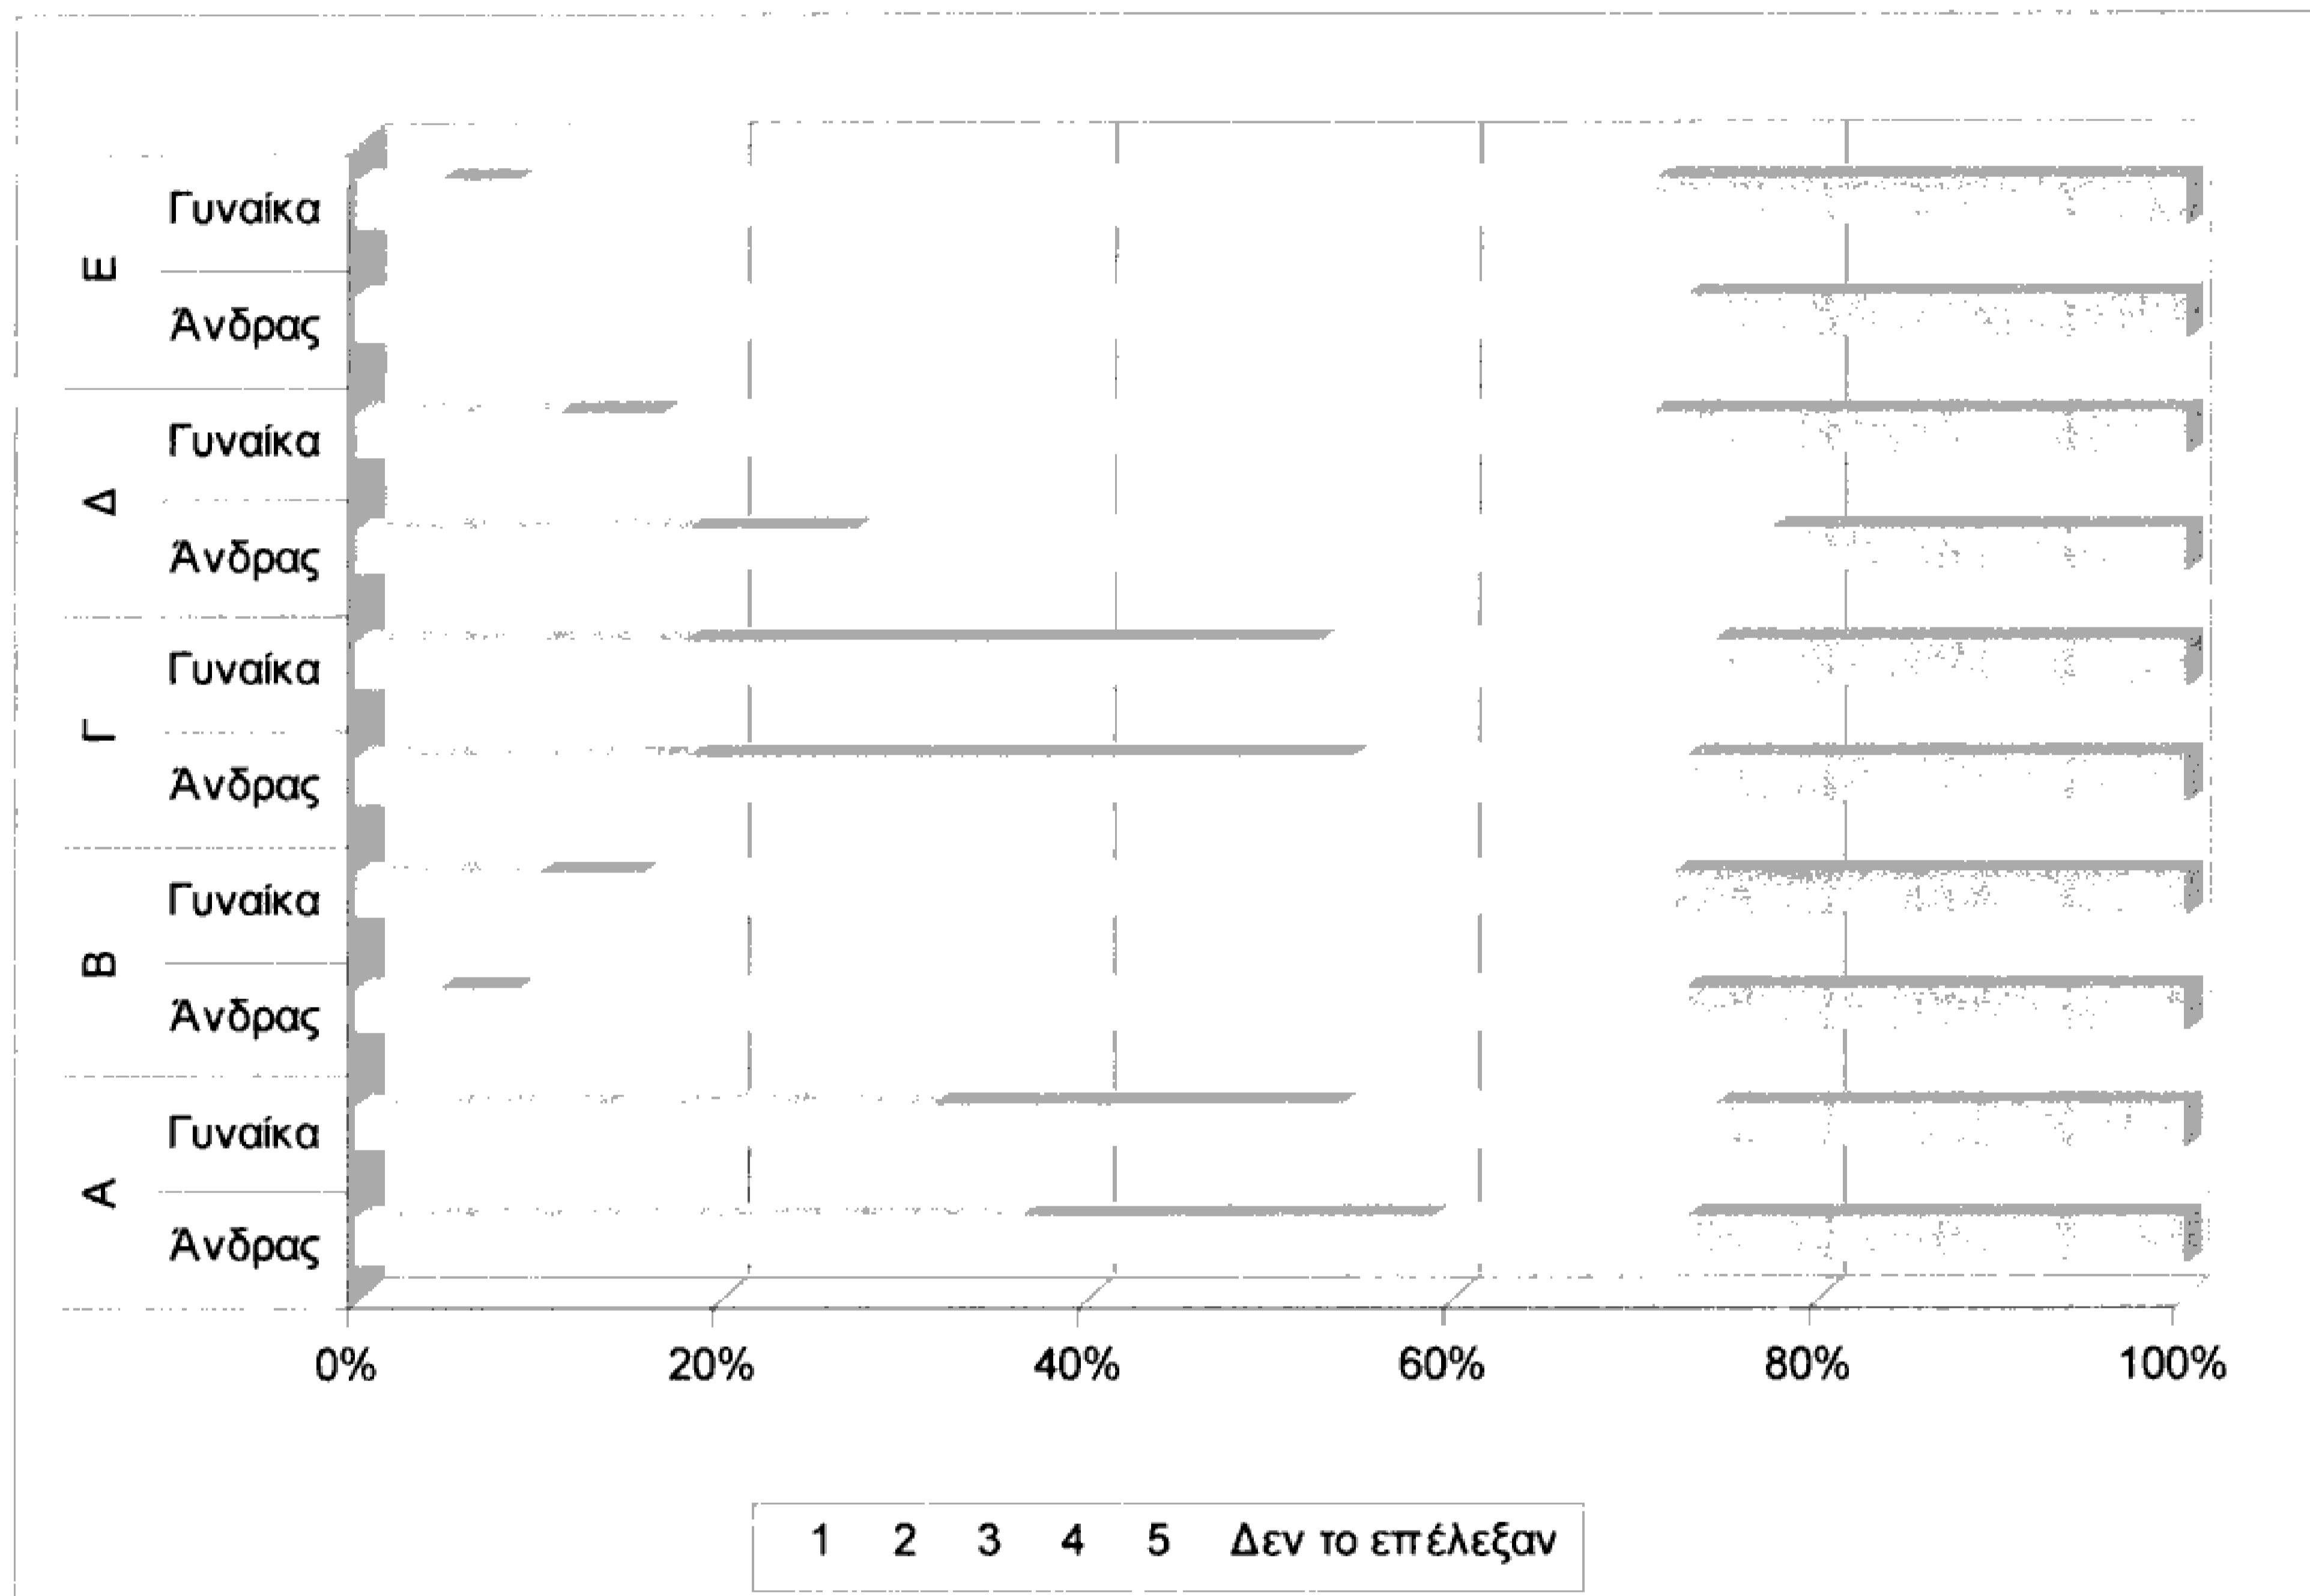 Ε
Γυναίκα
Άνδρας
Δ
Γυναίκα
Άνδρας
Γ
Γυναίκα
Άνδρας
Β
Γυναίκα
Άνδρας
Α
Γυναίκα
Άνδρας
0% 20% 40% 60% 80% 100%
1 2 3 4 5 Δεν το επέλεξαν